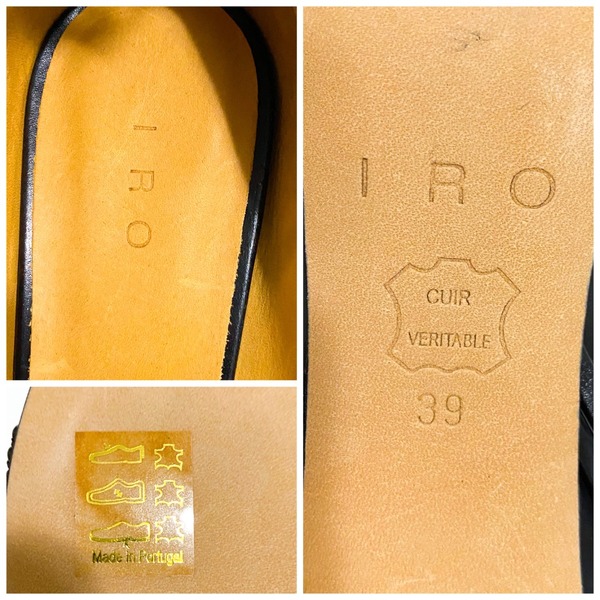 IRO
IRO
CUIR
VERITABLE
39
Made in Portugal